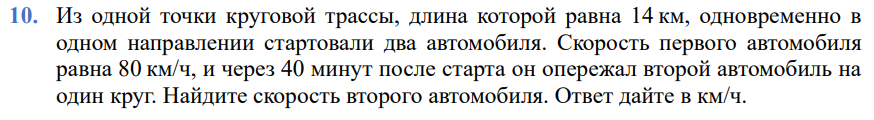 10. Из одной точки круговой трассы, длина которой равна 14 км, одновременно в
одном направлении стартовали два автомобиля. Скорость первого автомобиля
равна 80 км/ч, и через 40 минут после старта он опережал второй автомобиль на
один круг. Найдите скорость второго автомобиля. Ответ дайте в км/ч.